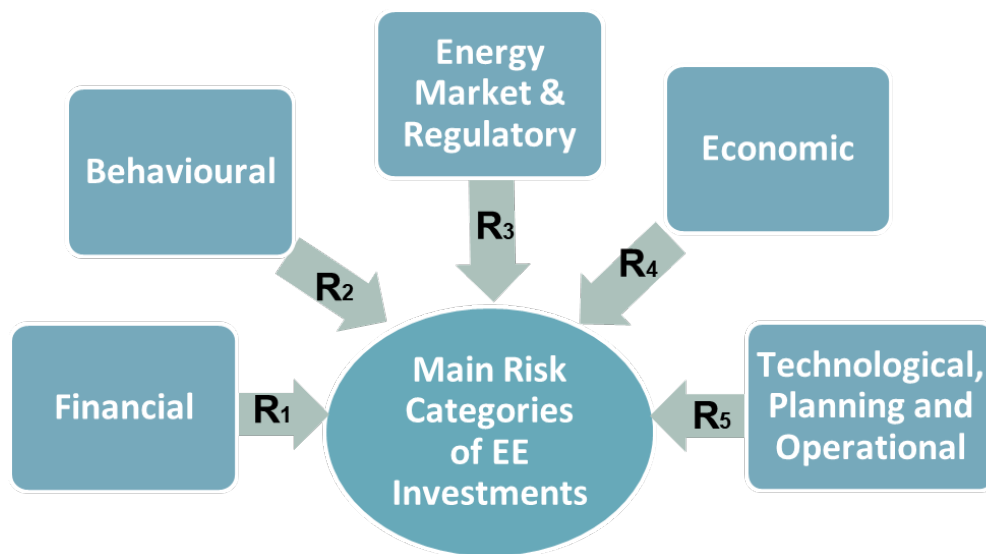 Energy
Market &
Regulatory
Behavioural
Economic
R3
R2
R4
Financial
R1
Main Risk
Categories
of EE
Investments
R5
Technological,
Planning and
Operational